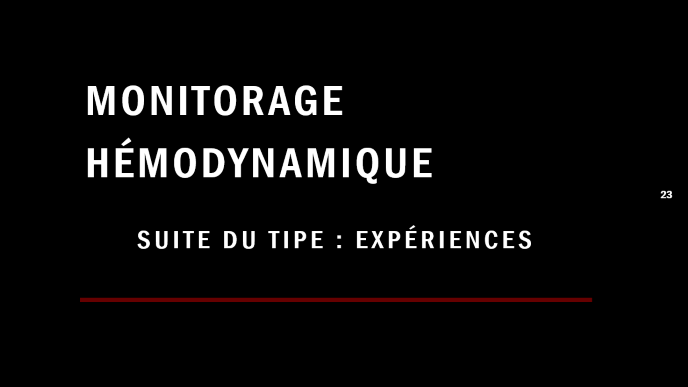 MONITORAGE
HÉMODYNAMIQUE
23
SUITE DU TIPE : EXPÉRIENCES